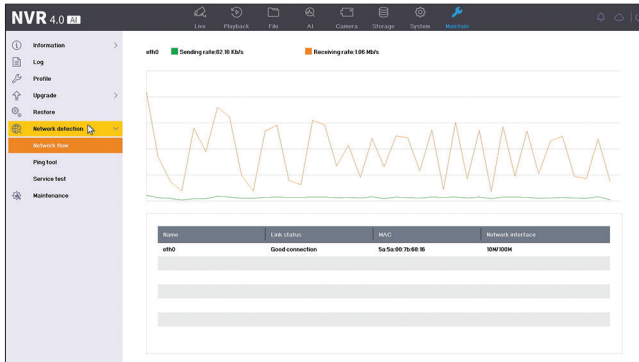 NVR 4.0 AI
Live Playback File AI Camera Storage System Maintain
Information
Log
Profile
Upgrade
Restore
Network detection
Network flow
Ping tool
Service test
Maintenance
eth0 Sending rate:82.16 Kb/s Receiving rate:1.06 Mb/s
Name Link status MAC Network interface
eth0 Good connection 5a:5a:00:7b:68:16 10M/100M